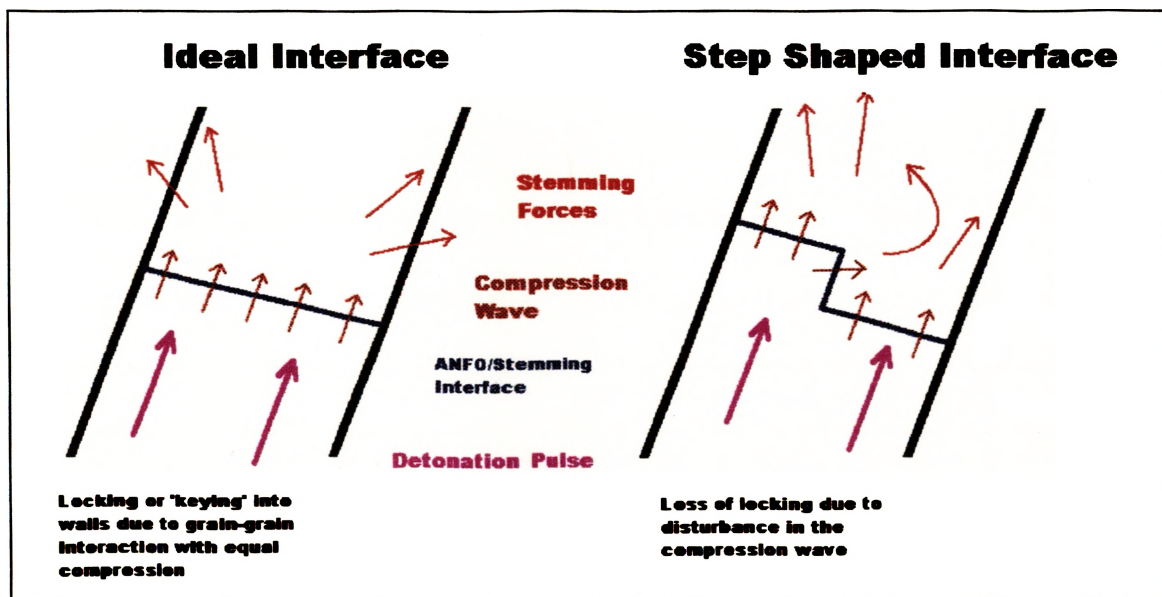 Ideal Interface
Step Shaped Interface
Stemming
Forces
Compression
Wave
ANFO/Stemming
Interface
Detonation Pulse
Locking or 'keying' into
walls due to grain-grain
interaction with equal
compression
Loss of locking due to
disturbance in the
compression wave